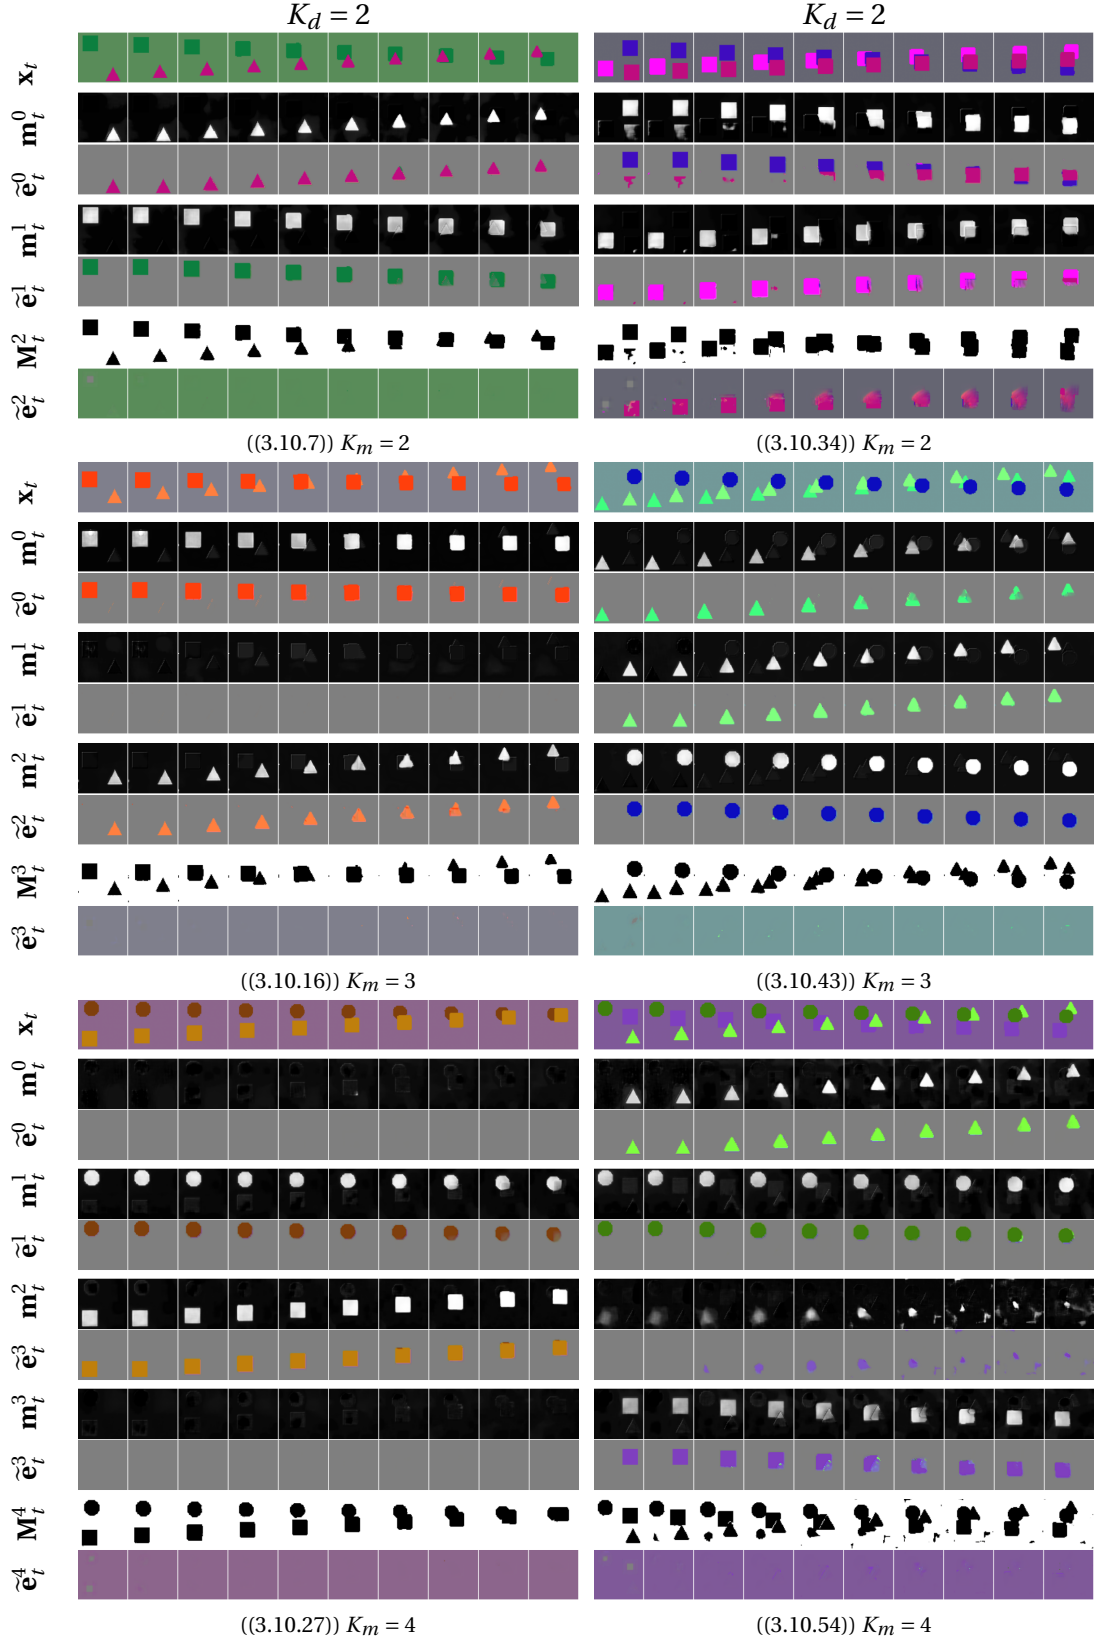 K_d = 2 K_d = 2
x_t
m_t^0
ẽ_t^0
m_t^1
ẽ_t^1
M_t^2
ẽ_t^2
((3.10.7)) K_m = 2 ((3.10.34)) K_m = 2
x_t
m_t^0
ẽ_t^0
m_t^1
ẽ_t^1
m_t^2
ẽ_t^2
M_t^3
ẽ_t^3
((3.10.16)) K_m = 3 ((3.10.43)) K_m = 3
x_t
m_t^0
ẽ_t^0
m_t^1
ẽ_t^1
m_t^2
ẽ_t^3
m_t^3
ẽ_t^3
M_t^4
ẽ_t^4
((3.10.27)) K_m = 4 ((3.10.54)) K_m = 4